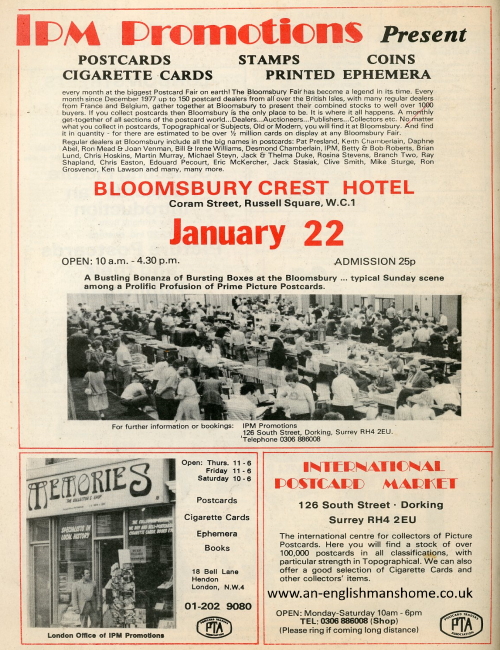 IPM Promotions Present
POSTCARDS STAMPS COINS
CIGARETTE CARDS PRINTED EPHEMERA
every month at the biggest Postcard Fair on earth! The Bloomsbury Fair has become a legend in its time. Every
month since December 1977 up to 150 postcard dealers from all over the British Isles, with many regular dealers
from France and Belgium, gather together at Bloomsbury to present their combined stocks to well over 1000
buyers. If you collect postcards then Bloomsbury is the only place to be. It is where it all happens. A monthly
get-together of all sections of the postcard world...Dealers...Auctioneers...Publishers...Collectors etc. No matter
what you collect in postcards, Topographical or Subjects, Old or Modern, you will find it at Bloomsbury. And find
it in quantity - for there are estimated to be over ½ million cards on display at any Bloomsbury Fair.
Regular dealers at Bloomsbury include all the big names in postcards: Pat Presland, Keith Chamberlain, Daphne
Abel, Ron Mead & Joan Venman, Bill & Irene Williams, Desmond Chamberlain, IPM, Betty & Bob Roberts, Brian
Lund, Chris Hoskins, Martin Murray, Michael Steyn, Jack & Thelma Duke, Rosina Stevens, Branch Two, Ray
Shapland, Chris Easton, Edouard Pecourt, Eric McKercher, Jack Stasiak, Clive Smith, Mike Sturge, Ron
Grosvenor, Ken Lawson and many, many more.
BLOOMSBURY CREST HOTEL
Coram Street, Russell Square, W.C.1
January 22
OPEN: 10 a.m. - 4.30 p.m. ADMISSION 25p
A Bustling Bonanza of Bursting Boxes at the Bloomsbury ... typical Sunday scene
among a Prolific Profusion of Prime Picture Postcards.
For further information or bookings: IPM Promotions
126 South Street, Dorking, Surrey RH4 2EU.
Telephone 0306 886008
MEMORIES
THE COLLECTOR'S SHOP
SPECIALISTS IN
LOCAL HISTORY
London Office of IPM Promotions
Open: Thurs. 11 - 6
Friday 11 - 6
Saturday 10 - 6
Postcards
Cigarette Cards
Ephemera
Books
18 Bell Lane
Hendon
London, N.W.4
01-202 9080
PTA
INTERNATIONAL
POSTCARD MARKET
126 South Street · Dorking
Surrey RH4 2EU
The international centre for collectors of Picture
Postcards. Here you will find a stock of over
100,000 postcards in all classifications, with
particular strength in Topographical. We can also
offer a good selection of Cigarette Cards and
other collectors' items.
www.an-englishmanshome.co.uk
OPEN: Monday-Saturday 10am - 6pm
TEL: 0306 886008 (Shop)
(Please ring if coming long distance)
PTA